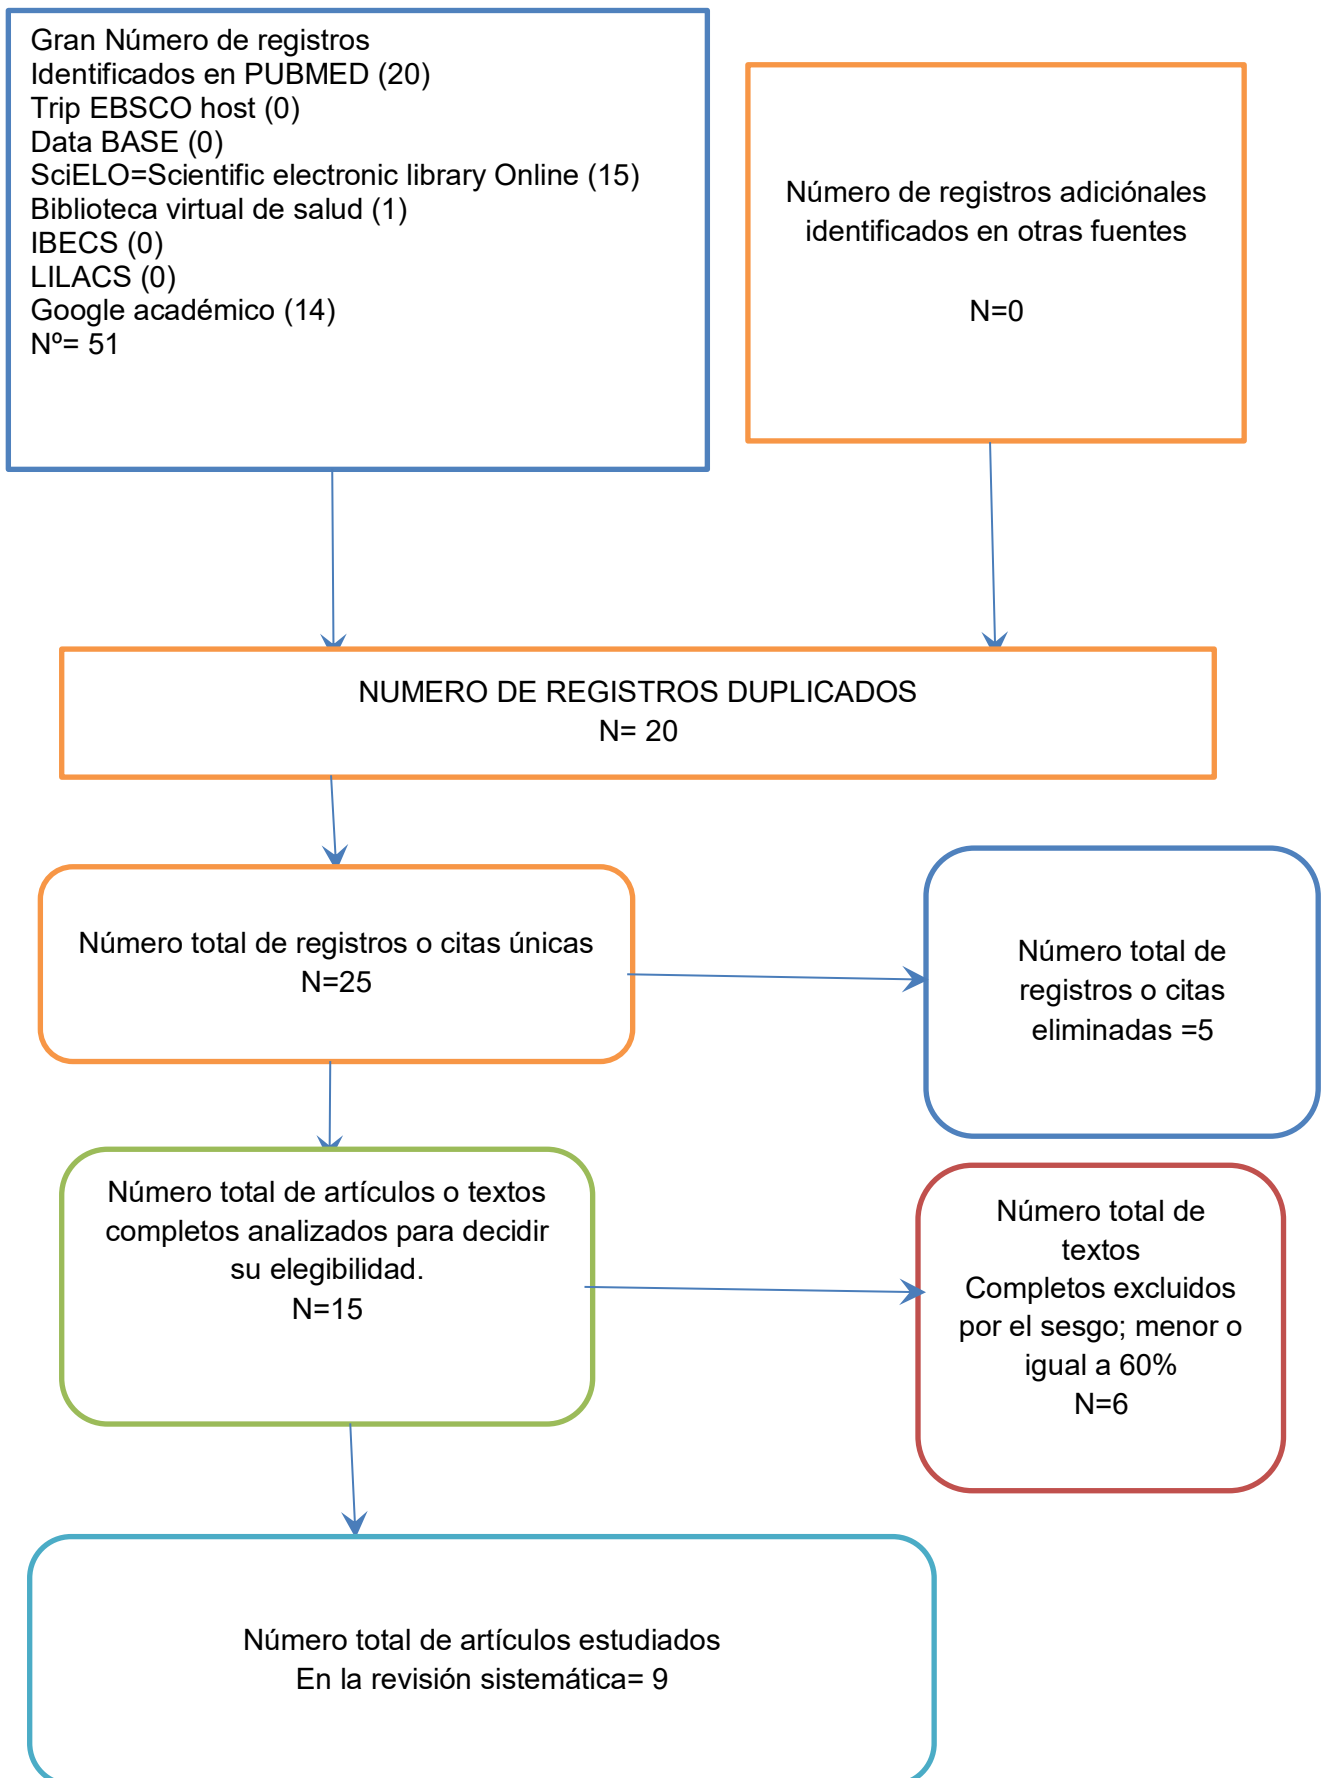 Gran Número de registros
Identificados en PUBMED (20)
Trip EBSCO host (0)
Data BASE (0)
SciELO=Scientific electronic library Online (15)
Biblioteca virtual de salud (1)
IBECS (0)
LILACS (0)
Google académico (14)
Nº= 51
Número de registros adiciónales
identificados en otras fuentes
N=0
NUMERO DE REGISTROS DUPLICADOS
N= 20
Número total de registros o citas únicas
N=25
Número total de
registros o citas
eliminadas =5
Número total de artículos o textos
completos analizados para decidir
su elegibilidad.
N=15
Número total de
textos
Completos excluidos
por el sesgo; menor o
igual a 60%
N=6
Número total de artículos estudiados
En la revisión sistemática= 9